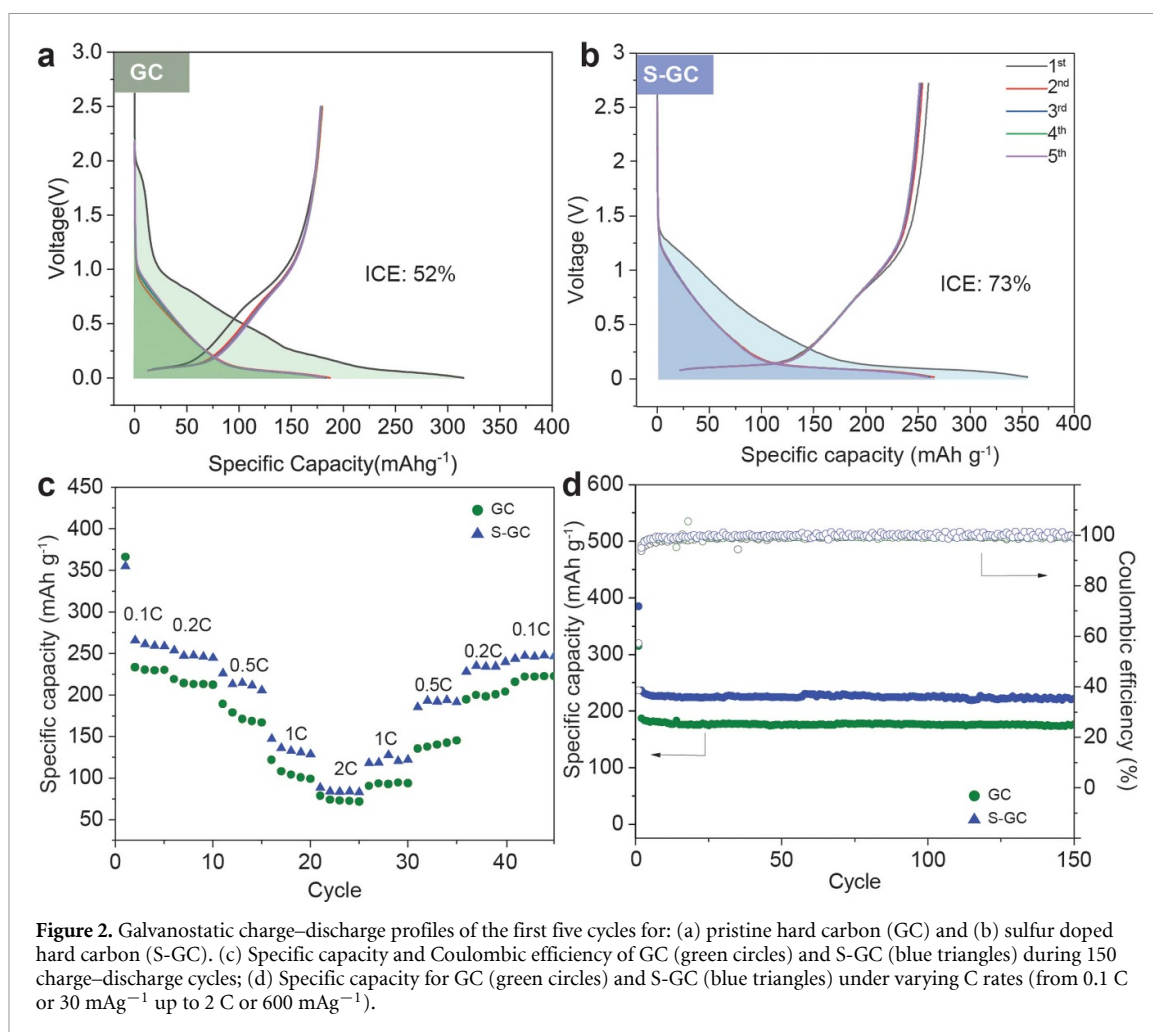 a
GC
3.0
2.5
2.0
1.5
1.0
0.5
0.0
Voltage(V)
ICE: 52%
0 50 100 150 200 250 300 350 400
Specific Capacity(mAhg⁻¹)
b
S-GC
3
2.5
2
1.5
1
0.5
0
Voltage (V)
1st
2nd
3rd
4th
5th
ICE: 73%
0 50 100 150 200 250 300 350 400
Specific capacity (mAh g⁻¹)
c
450
400
350
300
250
200
150
100
50
Specific capacity (mAh g⁻¹)
GC
S-GC
0.1C
0.2C
0.5C
1C
2C
1C
0.5C
0.2C
0.1C
0 10 20 30 40
Cycle
d
600
500
400
300
200
100
0
Specific capacity (mAh g⁻¹)
100
80
60
40
20
0
Coulombic efficiency (%)
GC
S-GC
0 50 100 150
Cycle
Figure 2. Galvanostatic charge–discharge profiles of the first five cycles for: (a) pristine hard carbon (GC) and (b) sulfur doped
hard carbon (S-GC). (c) Specific capacity and Coulombic efficiency of GC (green circles) and S-GC (blue triangles) during 150
charge–discharge cycles; (d) Specific capacity for GC (green circles) and S-GC (blue triangles) under varying C rates (from 0.1 C
or 30 mAg⁻¹ up to 2 C or 600 mAg⁻¹).